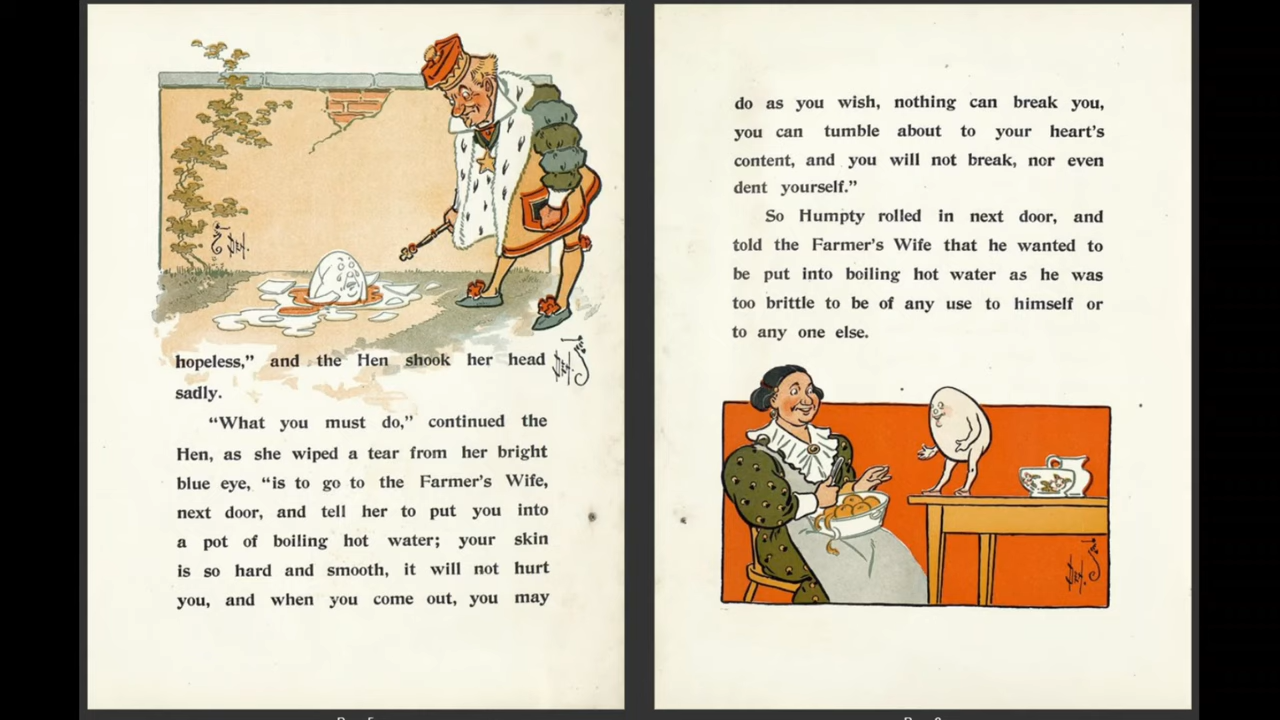 hopeless," and the Hen shook her head
sadly.
"What you must do," continued the
Hen, as she wiped a tear from her bright
blue eye, "is to go to the Farmer's Wife,
next door, and tell her to put you into
a pot of boiling hot water; your skin
is so hard and smooth, it will not hurt
you, and when you come out, you may
do as you wish, nothing can break you,
you can tumble about to your heart's
content, and you will not break, nor even
dent yourself."
So Humpty rolled in next door, and
told the Farmer's Wife that he wanted to
be put into boiling hot water as he was
too brittle to be of any use to himself or
to any one else.